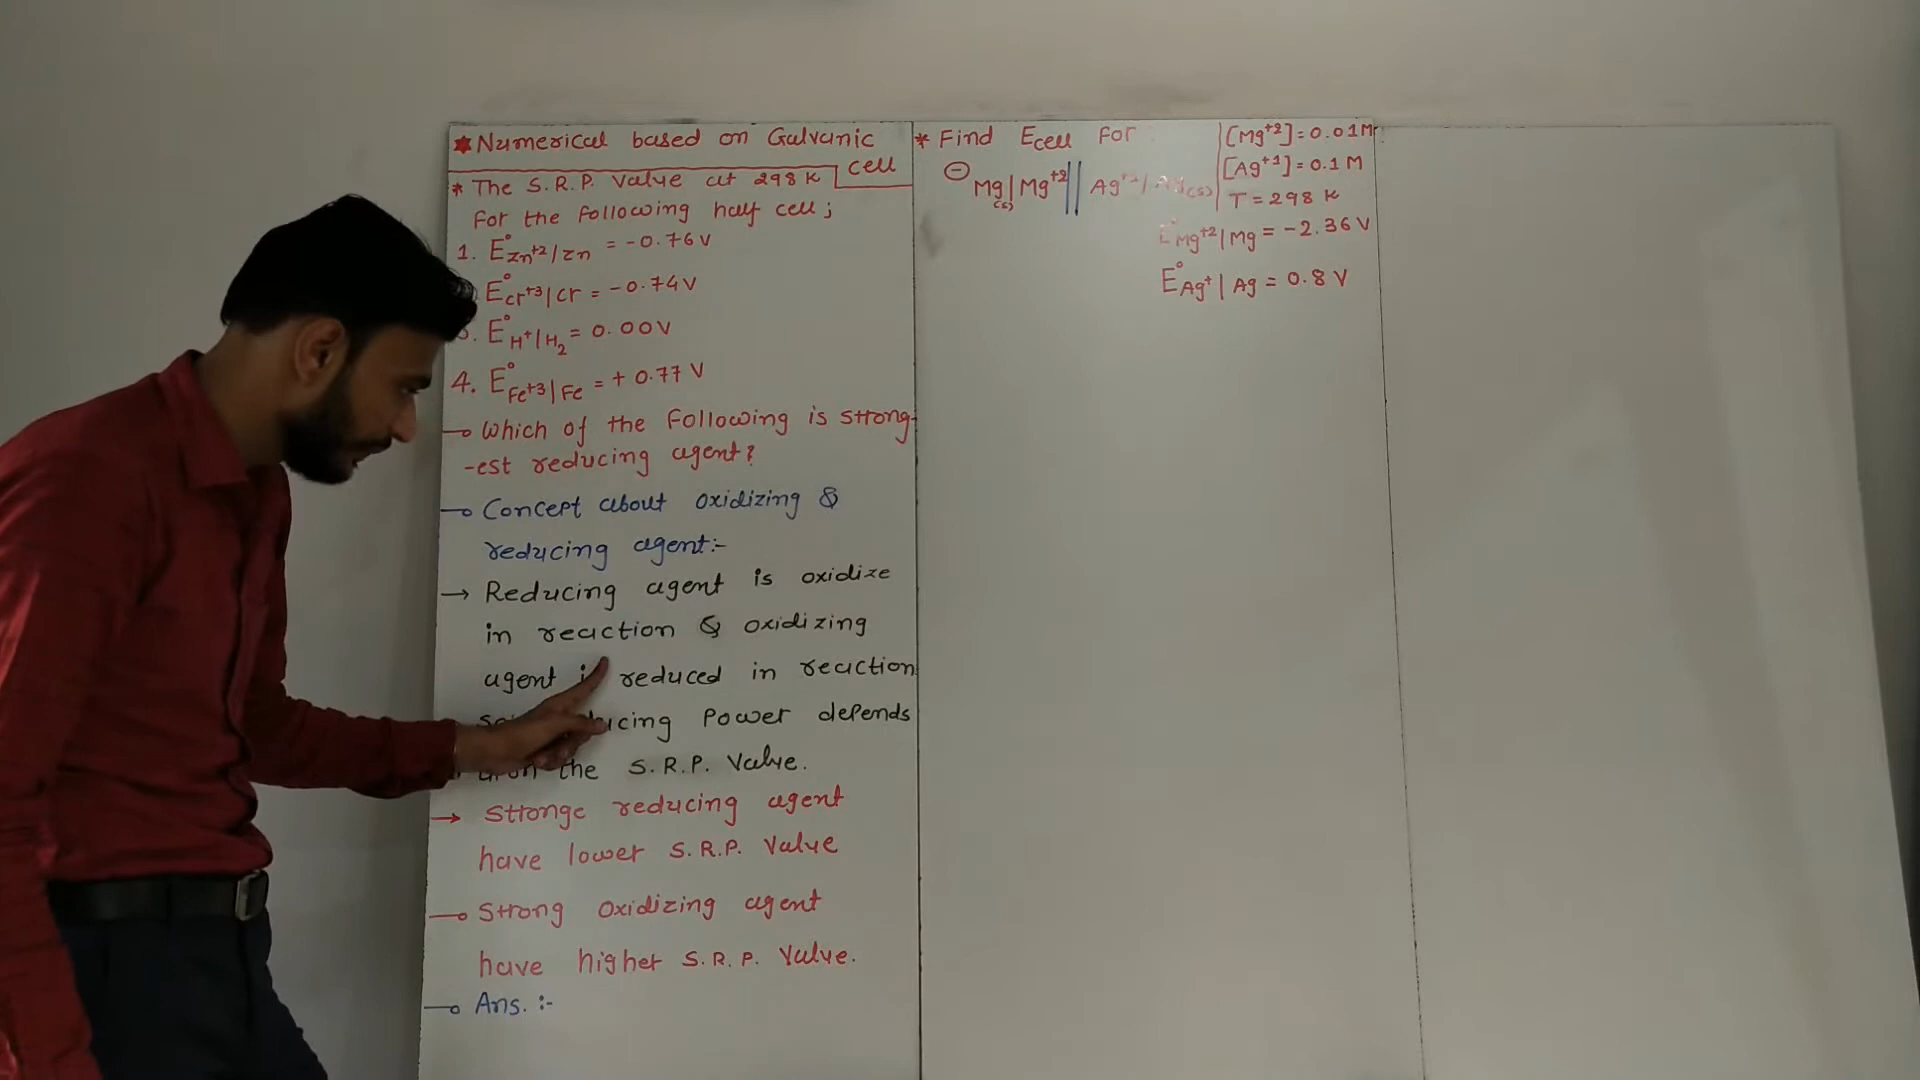 * Numerical based on Galvanic
cell
* The S.R.P. Value at 298 K
For the following half cell;
1. E°Zn+2/Zn = -0.76 V
E°Cr+3/Cr = -0.74 V
3. E°H+/H2 = 0.00 V
4. E°Fe+3/Fe = + 0.77 V
Which of the following is strong-
-est reducing agent?
Concept about oxidizing &
reducing agent:-
→ Reducing agent is oxidize
in reaction & oxidizing
agent reduced in reaction
Power depends
the S.R.P. Value.
→ Stronge reducing agent
have lower S.R.P. Value
Strong oxidizing agent
have higher S.R.P. Value.
Ans. :-
* Find Ecell For
Mg(s)|Mg+2||Ag+1/Ag(s)
[Mg+2] = 0.01 M
[Ag+1] = 0.1 M
T = 298 K
E°Mg+2|Mg = -2.36 V
E°Ag+|Ag = 0.8 V